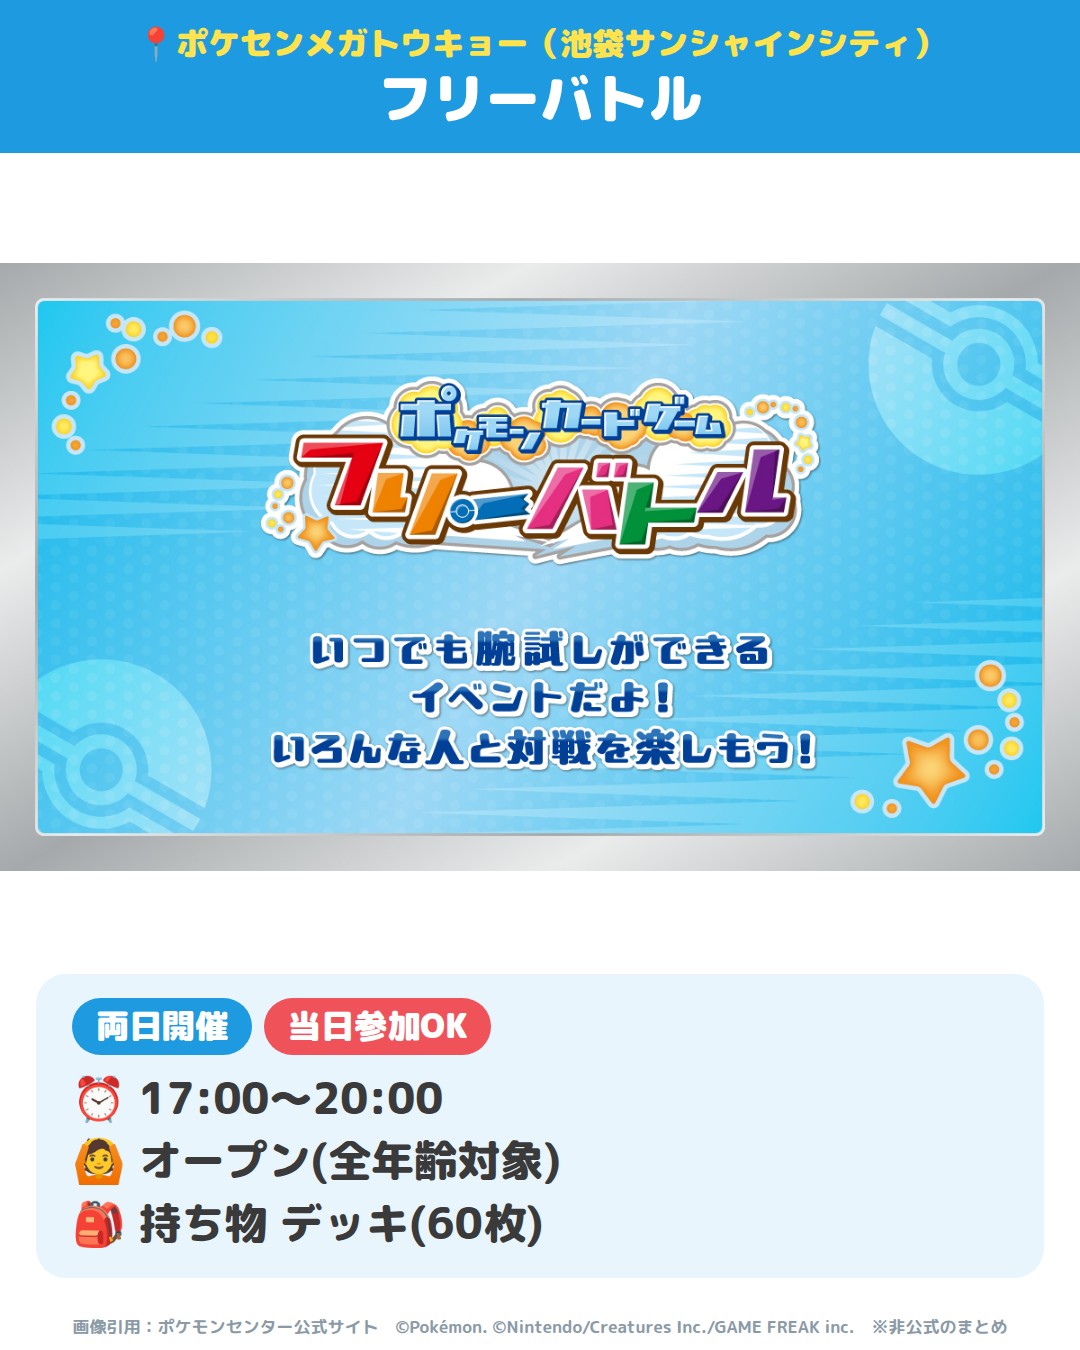 📍ポケセンメガトウキョー（池袋サンシャインシティ）
フリーバトル
ポケモンカードゲーム
フリーバトル
いつでも腕試しができる
イベントだよ！
いろんな人と対戦を楽しもう！
両日開催 当日参加OK
⏰ 17:00〜20:00
🙆 オープン(全年齢対象)
🎒 持ち物 デッキ(60枚)
画像引用：ポケモンセンター公式サイト ©Pokémon. ©Nintendo/Creatures Inc./GAME FREAK inc. ※非公式のまとめ